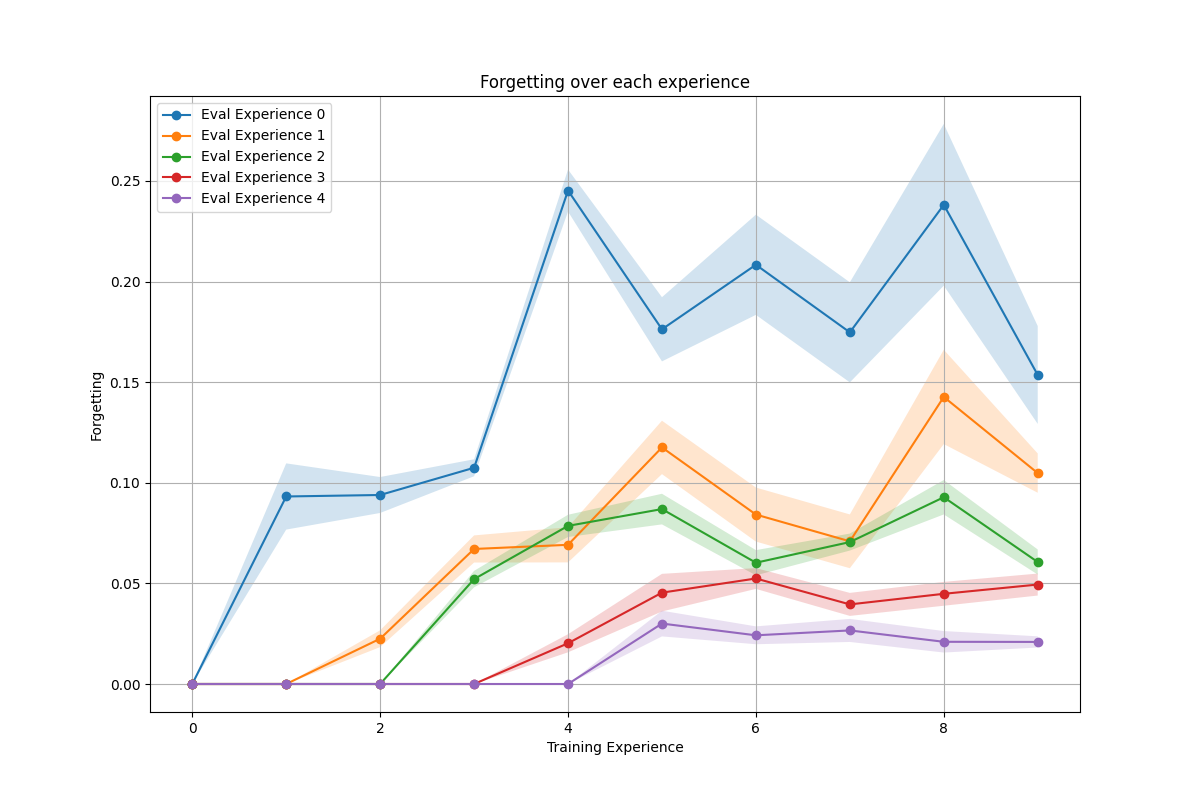 Forgetting over each experience
Eval Experience 0
Eval Experience 1
Eval Experience 2
Eval Experience 3
Eval Experience 4
0.25
0.20
0.15
0.10
0.05
0.00
Forgetting
0 2 4 6 8
Training Experience